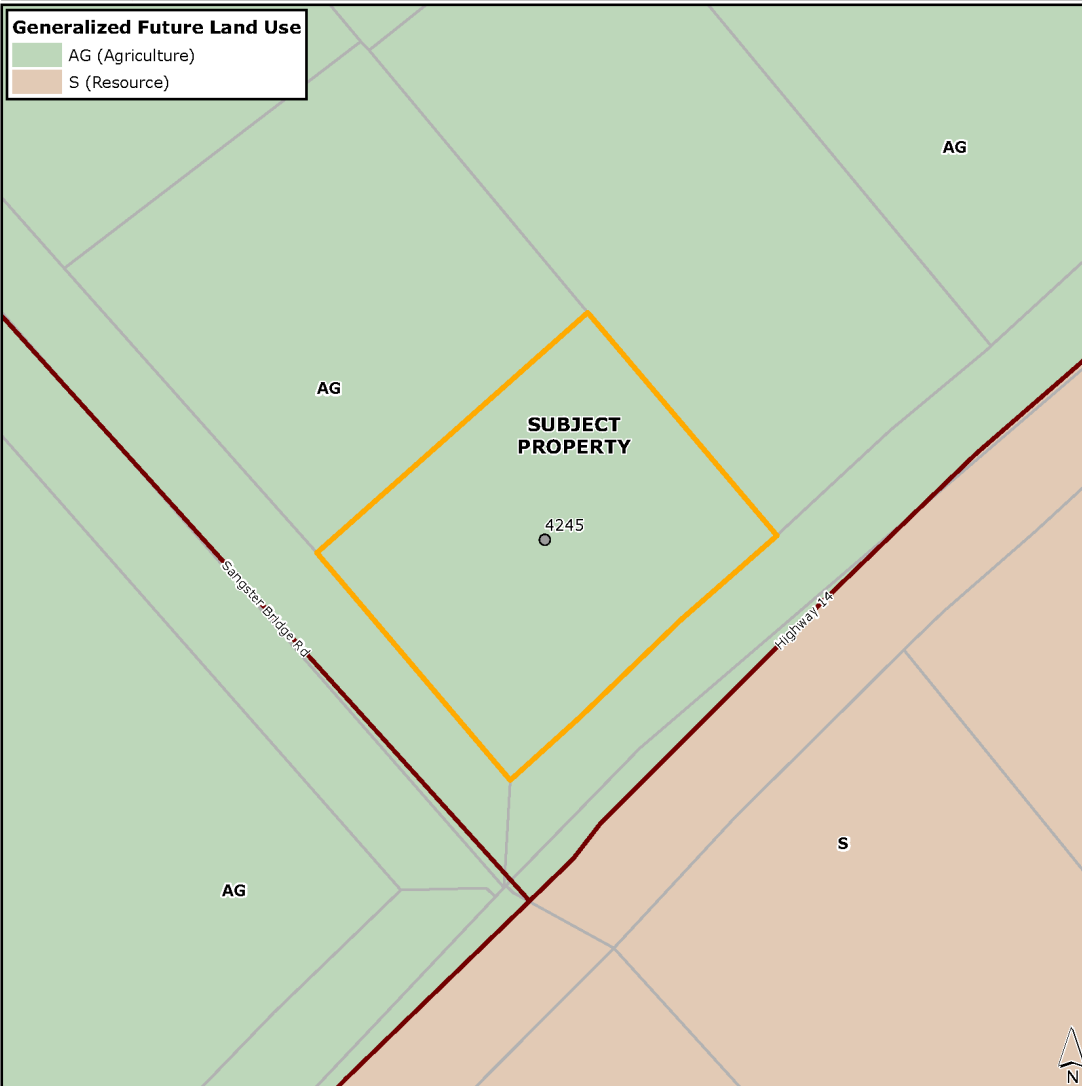 Generalized Future Land Use
AG (Agriculture)
S (Resource)
AG
AG
SUBJECT
PROPERTY
4245
Sangster Bridge Rd
Highway 14
S
AG
N